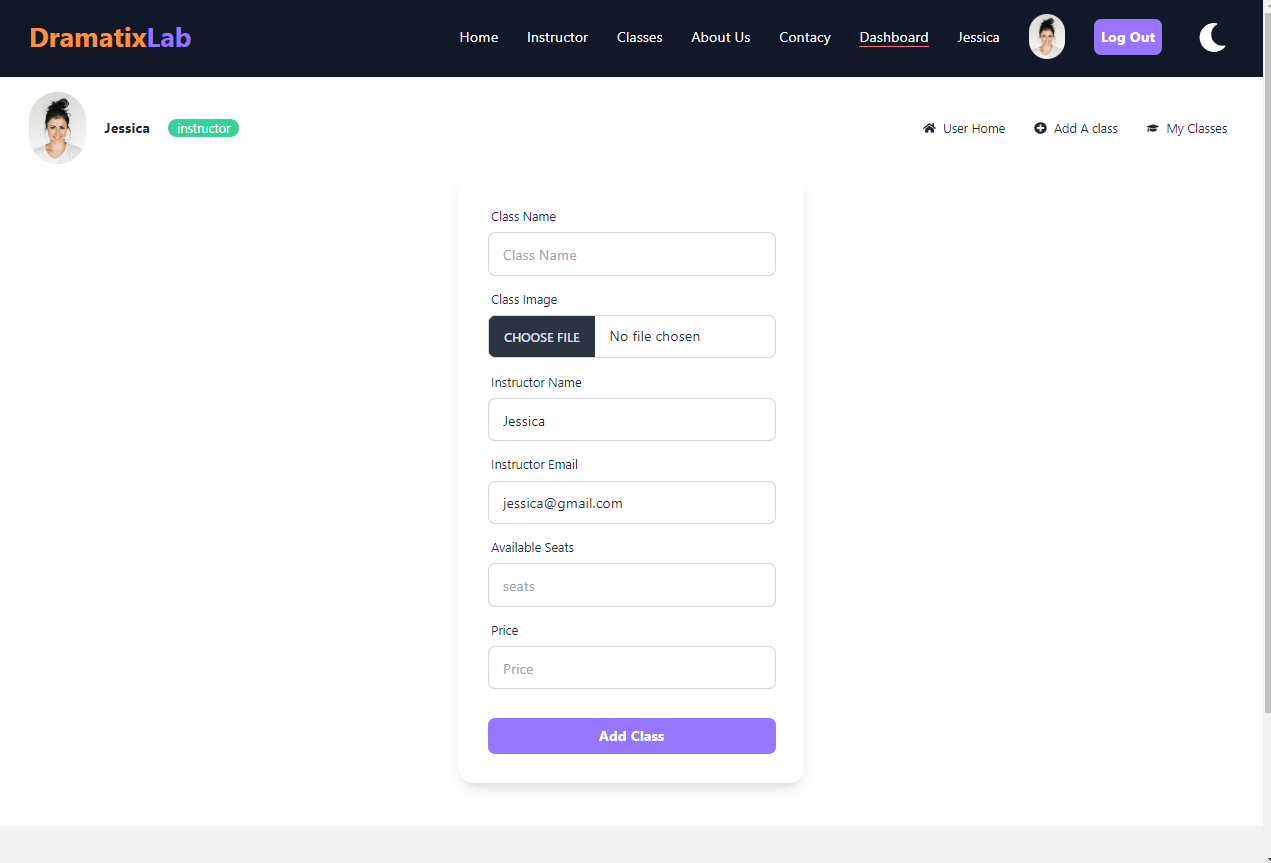 DramatixLab Home Instructor Classes About Us Contacy Dashboard Jessica Log Out
Jessica instructor User Home Add A class My Classes
Class Name
Class Name
Class Image
CHOOSE FILE No file chosen
Instructor Name
Jessica
Instructor Email
jessica@gmail.com
Available Seats
seats
Price
Price
Add Class